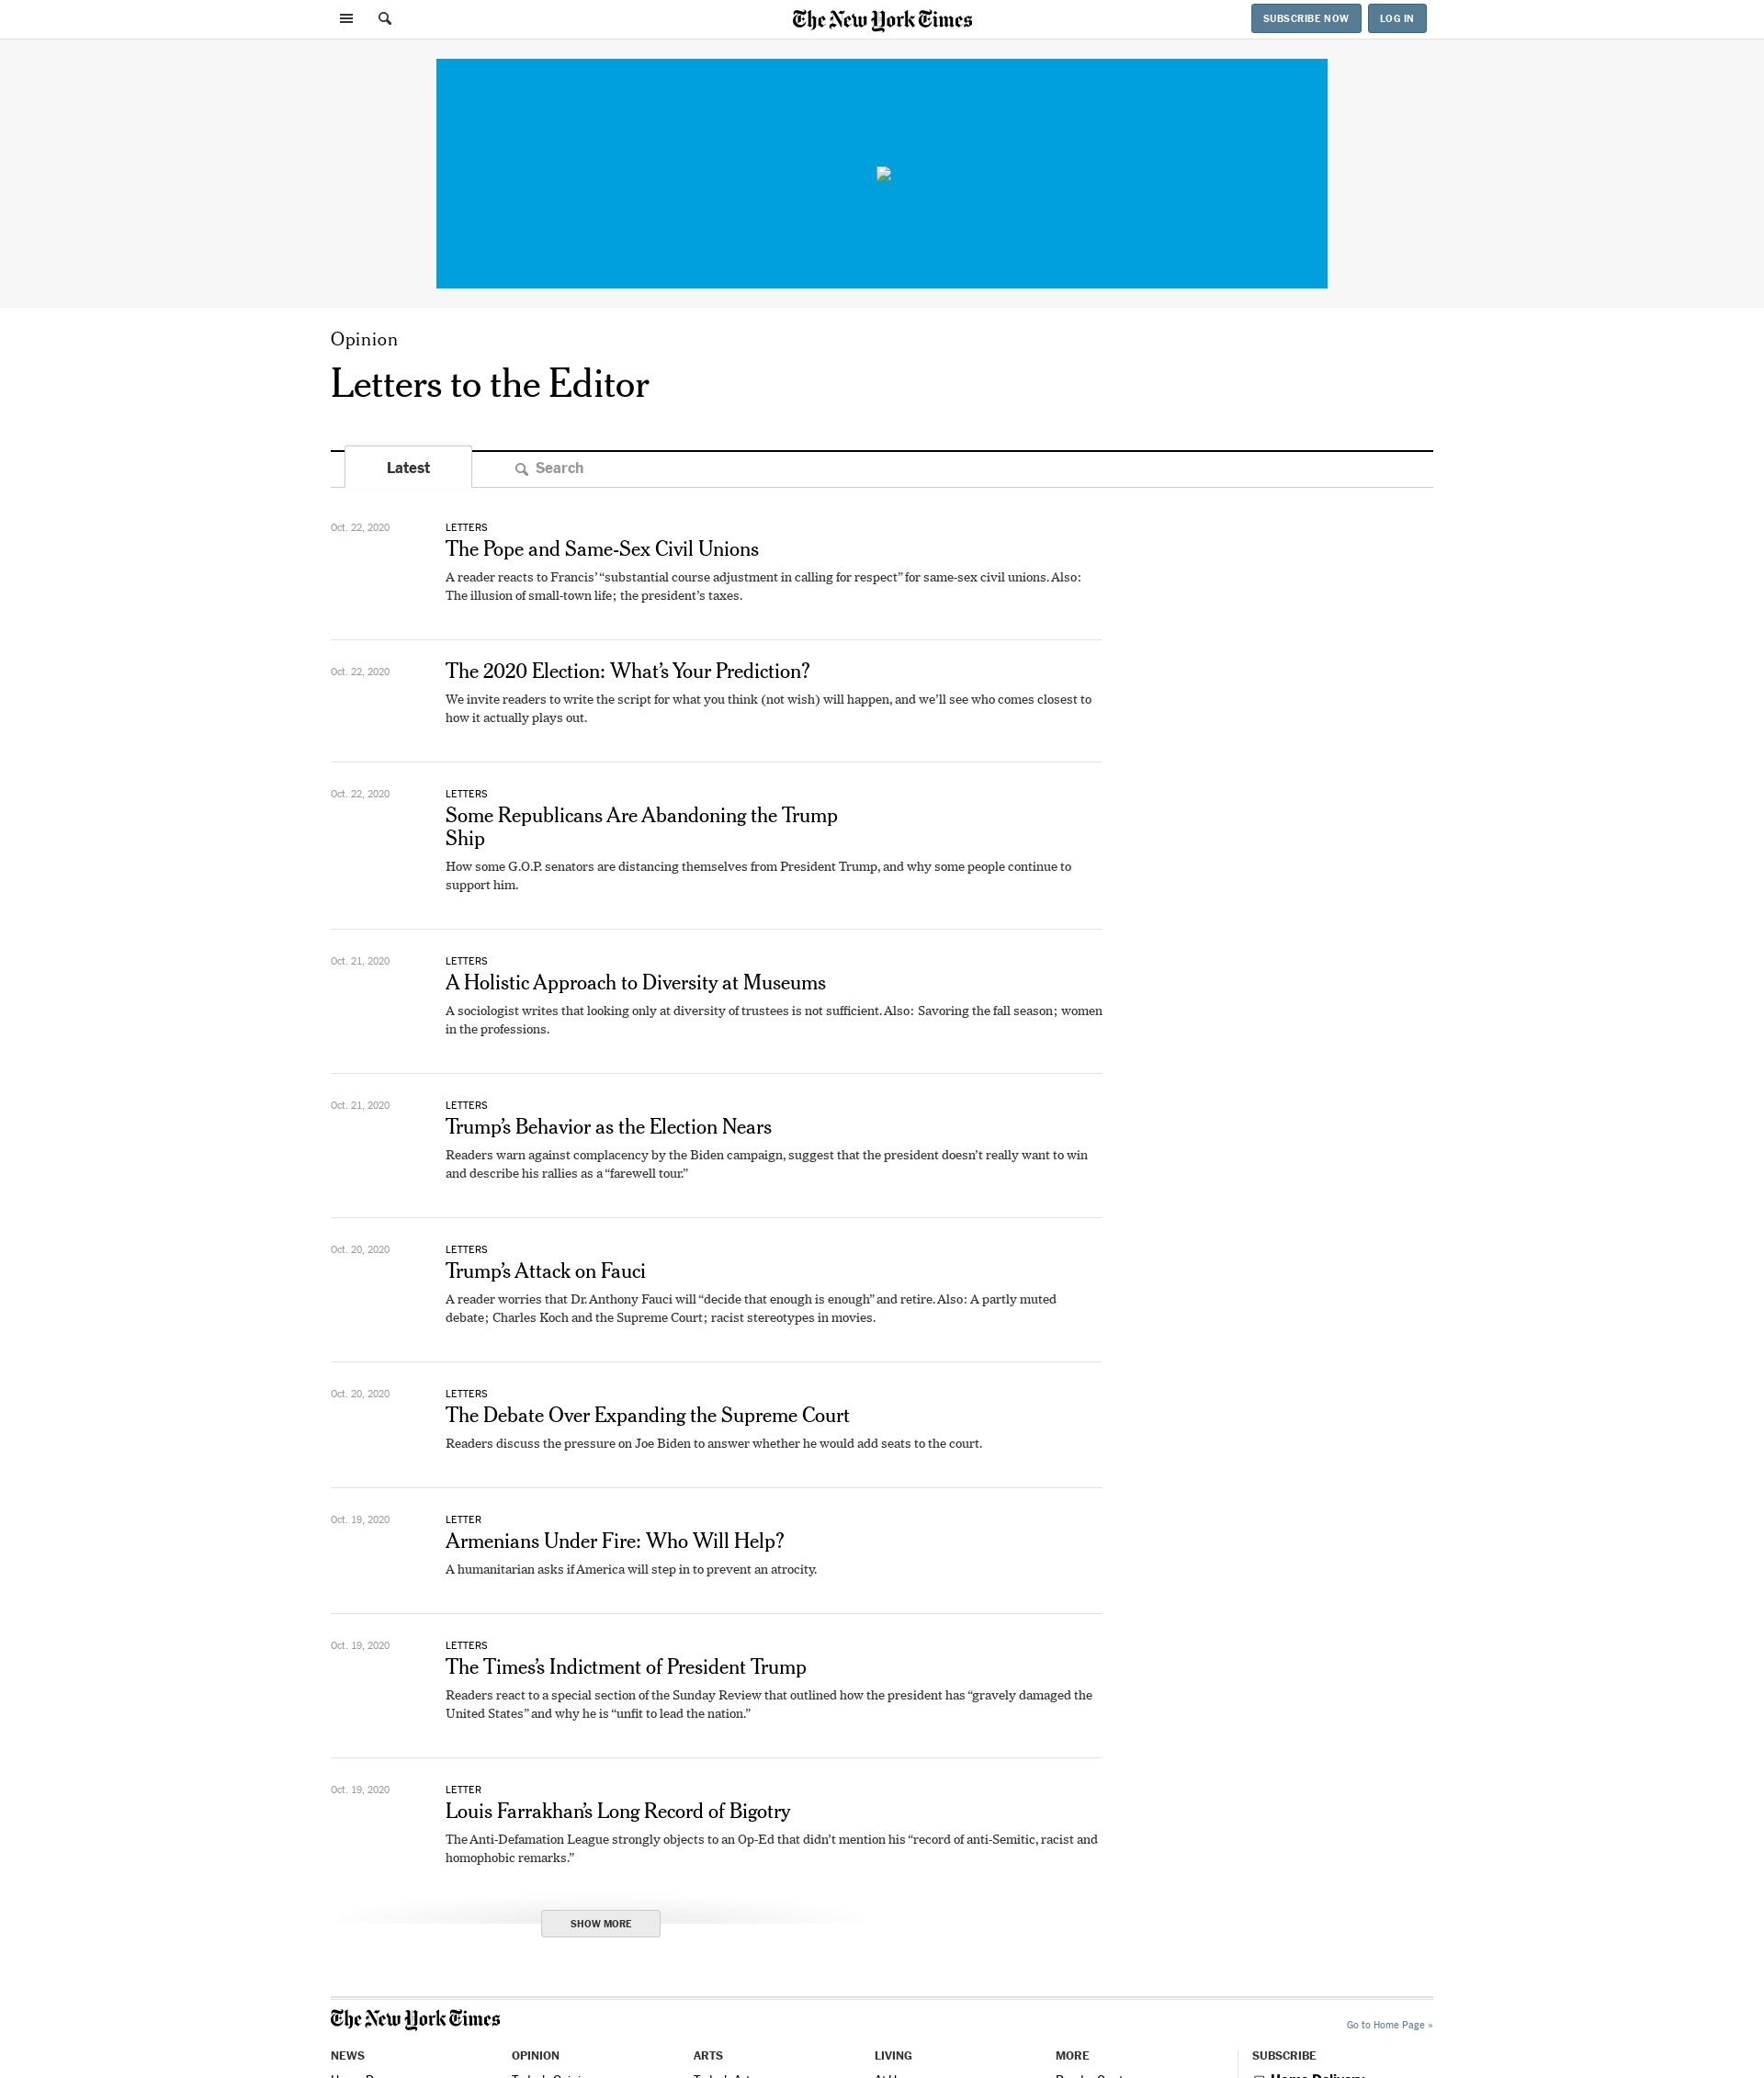 The New York Times
SUBSCRIBE NOW
LOG IN
Opinion
Letters to the Editor
Latest
Search
Oct. 22, 2020
LETTERS
The Pope and Same-Sex Civil Unions
A reader reacts to Francis’ “substantial course adjustment in calling for respect” for same-sex civil unions. Also:
The illusion of small-town life; the president’s taxes.
Oct. 22, 2020
The 2020 Election: What’s Your Prediction?
We invite readers to write the script for what you think (not wish) will happen, and we’ll see who comes closest to
how it actually plays out.
Oct. 22, 2020
LETTERS
Some Republicans Are Abandoning the Trump
Ship
How some G.O.P. senators are distancing themselves from President Trump, and why some people continue to
support him.
Oct. 21, 2020
LETTERS
A Holistic Approach to Diversity at Museums
A sociologist writes that looking only at diversity of trustees is not sufficient. Also: Savoring the fall season; women
in the professions.
Oct. 21, 2020
LETTERS
Trump’s Behavior as the Election Nears
Readers warn against complacency by the Biden campaign, suggest that the president doesn’t really want to win
and describe his rallies as a “farewell tour.”
Oct. 20, 2020
LETTERS
Trump’s Attack on Fauci
A reader worries that Dr. Anthony Fauci will “decide that enough is enough” and retire. Also: A partly muted
debate; Charles Koch and the Supreme Court; racist stereotypes in movies.
Oct. 20, 2020
LETTERS
The Debate Over Expanding the Supreme Court
Readers discuss the pressure on Joe Biden to answer whether he would add seats to the court.
Oct. 19, 2020
LETTER
Armenians Under Fire: Who Will Help?
A humanitarian asks if America will step in to prevent an atrocity.
Oct. 19, 2020
LETTERS
The Times’s Indictment of President Trump
Readers react to a special section of the Sunday Review that outlined how the president has “gravely damaged the
United States” and why he is “unfit to lead the nation.”
Oct. 19, 2020
LETTER
Louis Farrakhan’s Long Record of Bigotry
The Anti-Defamation League strongly objects to an Op-Ed that didn’t mention his “record of anti-Semitic, racist and
homophobic remarks.”
SHOW MORE
The New York Times
Go to Home Page »
NEWS
OPINION
ARTS
LIVING
MORE
SUBSCRIBE
Home Delivery